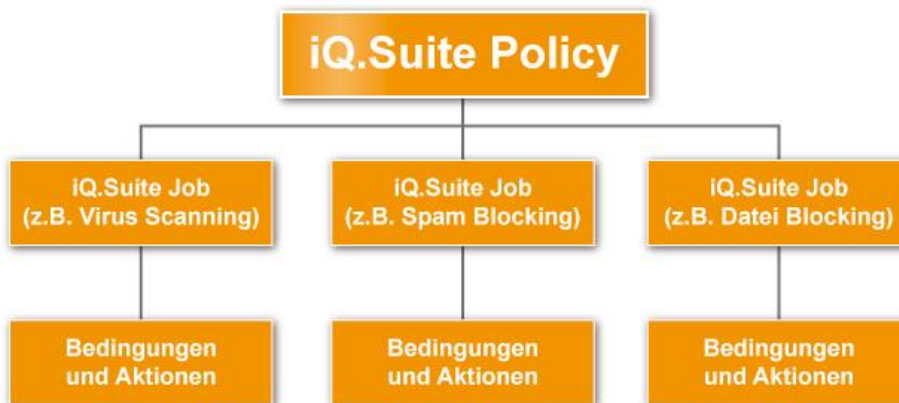 iQ.Suite Policy
iQ.Suite Job
(z.B. Virus Scanning)
iQ.Suite Job
(z.B. Spam Blocking)
iQ.Suite Job
(z.B. Datei Blocking)
Bedingungen
und Aktionen
Bedingungen
und Aktionen
Bedingungen
und Aktionen